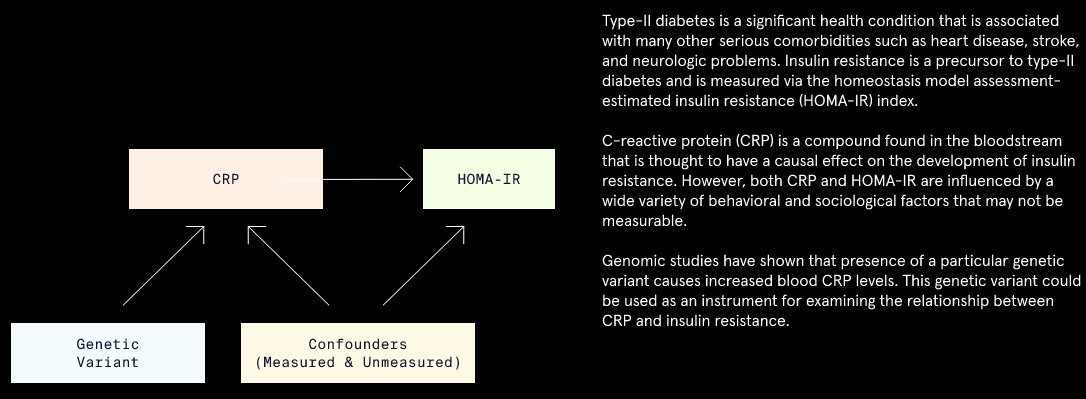 Type-II diabetes is a significant health condition that is associated
with many other serious comorbidities such as heart disease, stroke,
and neurologic problems. Insulin resistance is a precursor to type-II
diabetes and is measured via the homeostasis model assessment-
estimated insulin resistance (HOMA-IR) index.
C-reactive protein (CRP) is a compound found in the bloodstream
that is thought to have a causal effect on the development of insulin
resistance. However, both CRP and HOMA-IR are influenced by a
wide variety of behavioral and sociological factors that may not be
measurable.
Genomic studies have shown that presence of a particular genetic
variant causes increased blood CRP levels. This genetic variant could
be used as an instrument for examining the relationship between
CRP and insulin resistance.
CRP
HOMA-IR
Genetic
Variant
Confounders
(Measured & Unmeasured)